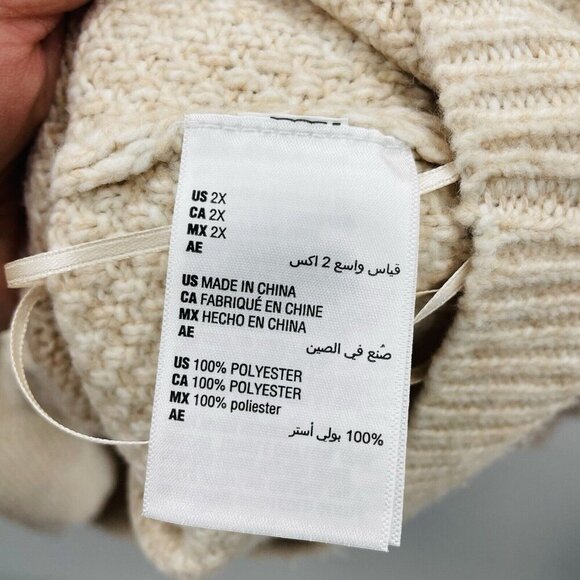 US 2X
CA 2X
MX 2X
AE
قياس واسع 2 اكس
US MADE IN CHINA
CA FABRIQUÉ EN CHINE
MX HECHO EN CHINA
AE
صُنع في الصين
US 100% POLYESTER
CA 100% POLYESTER
MX 100% poliester
AE
100% بولي أستر